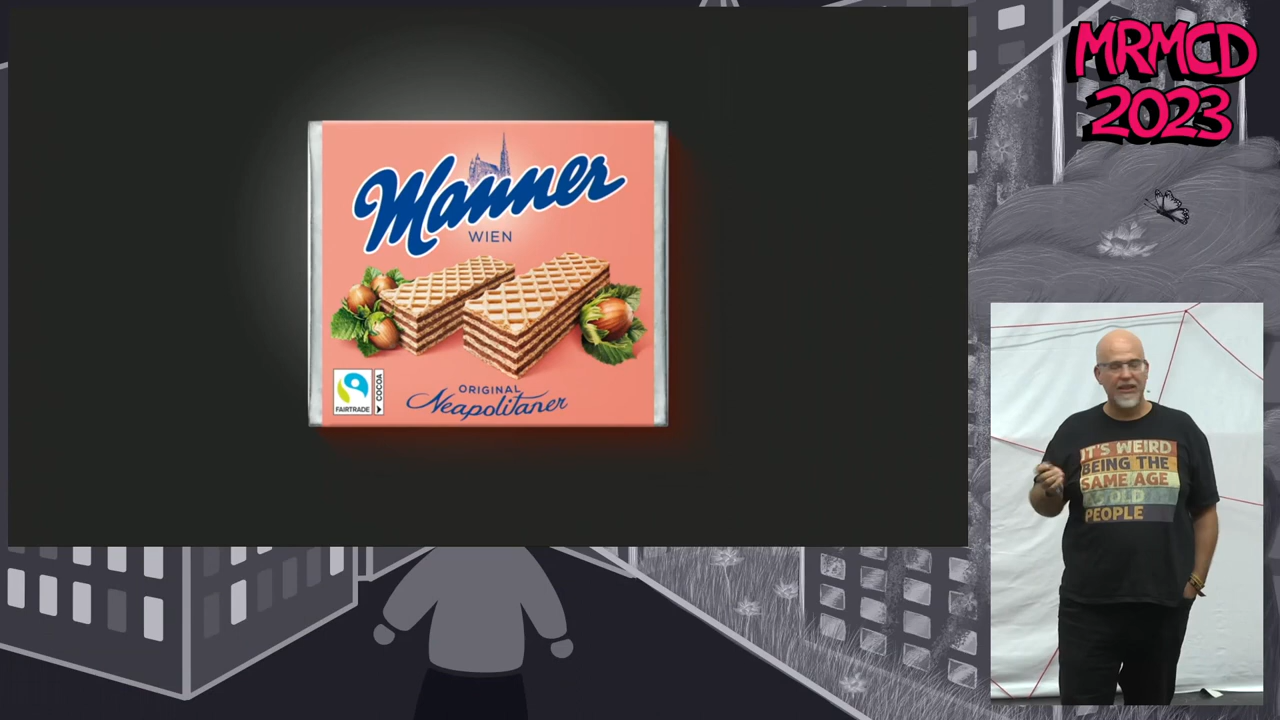 MRMCD
2023
Manner
WIEN
FAIRTRADE
COCOA
ORIGINAL
Neapolitaner
IT'S WEIRD
BEING THE
SAME AGE
AS OLD
PEOPLE